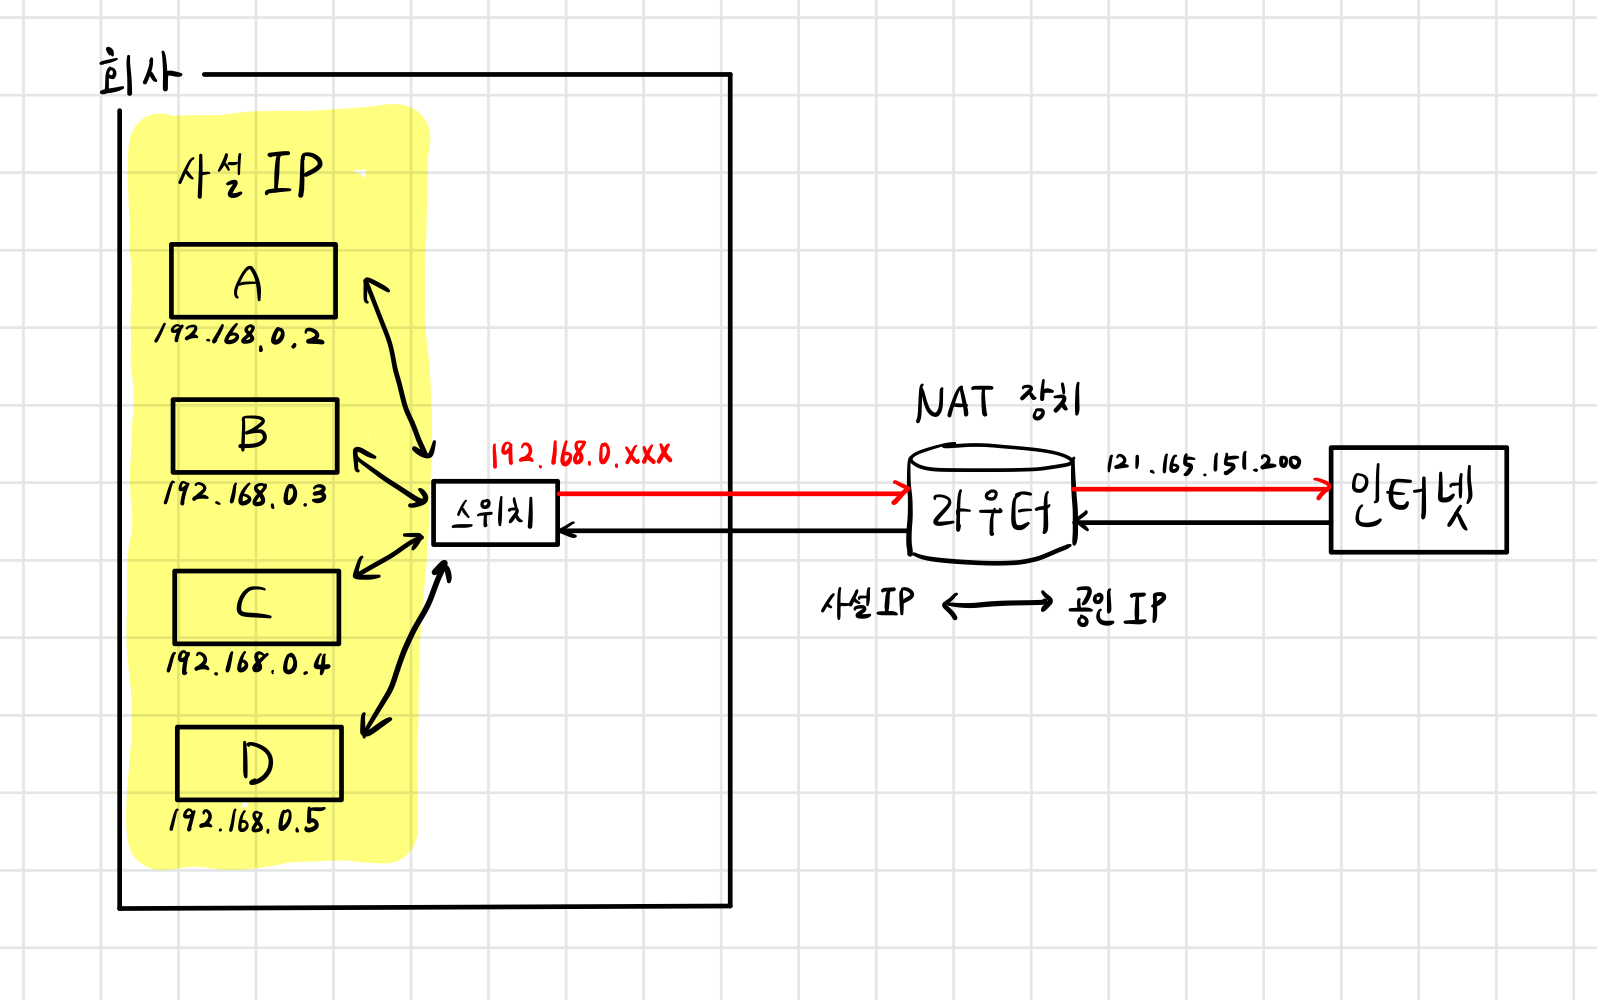 회사
사설 IP
A
192.168.0.2
B
192.168.0.3
C
192.168.0.4
D
192.168.0.5
스위치
192.168.0.xxx
NAT 장치
라우터
사설IP
공인 IP
121.165.151.200
인터넷